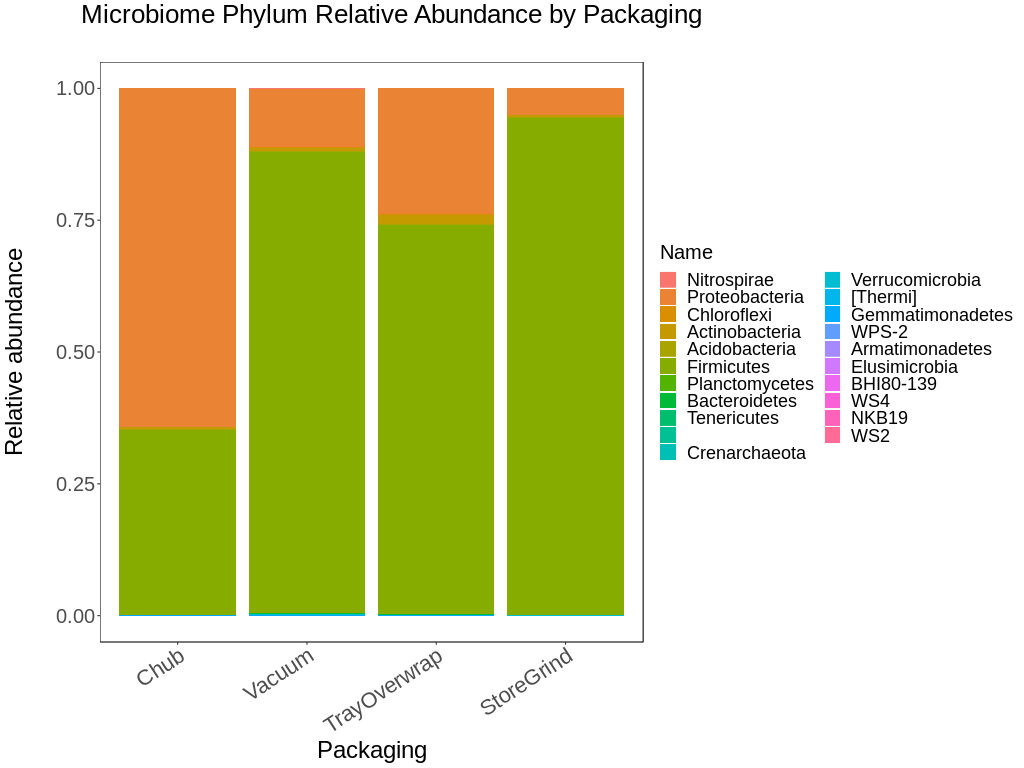 Microbiome Phylum Relative Abundance by Packaging
Relative abundance
1.00
0.75
0.50
0.25
0.00
Chub
Vacuum
TrayOverwrap
StoreGrind
Packaging
Name
Nitrospirae
Proteobacteria
Chloroflexi
Actinobacteria
Acidobacteria
Firmicutes
Planctomycetes
Bacteroidetes
Tenericutes
Crenarchaeota
Verrucomicrobia
[Thermi]
Gemmatimonadetes
WPS-2
Armatimonadetes
Elusimicrobia
BHI80-139
WS4
NKB19
WS2